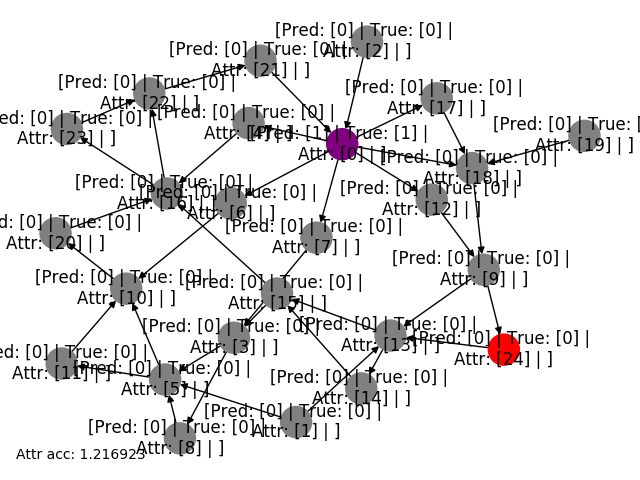 [Pred: [0] | True: [0] |
Attr: [2] | ]
[Pred: [0] | True: [0] |
Attr: [21] | ]
[Pred: [0] | True: [0] |
Attr: [22] | ]
[Pred: [0] | True: [0] |
Attr: [17] | ]
ed: [0] | True: [0] |
Attr: [23] | ]
[Pred: [0] | True: [0]
Attr: [4] | ]
[Pred: [1] | True: [1] |
Attr: [0] | ]
[Pred: [0] | True: [
Attr: [19] | ]
[Pred: [0] | True: [0] |
Attr: [18] | ]
[Pred: [0] | True: [0] |
Attr: [16] | ]
[Pred: [0] | True: [0] |
Attr: [6] | ]
[Pred: [0] | True: [0] |
Attr: [12] | ]
d: [0] | True: [0] |
Attr: [20] | ]
[Pred: [0] | True: [0] |
Attr: [7] | ]
[Pred: [0] | True: [0] |
Attr: [9] | ]
[Pred: [0] | True: [0] |
Attr: [10] | ]
[Pred: [0] | True: [0] |
Attr: [15] | ]
[Pred: [0] | True: [0] |
Attr: [3] | ]
[Pred: [0] | True: [0] |
Attr: [13] | ]
[Pred: [0] | True: [0] |
Attr: [24] | ]
ed: [0] | True: [0] |
Attr: [11] | ]
[Pred: [0] | True: [0] |
Attr: [5] | ]
[Pred: [0] | True: [0] |
Attr: [14] | ]
[Pred: [0] | True: [0] |
Attr: [1] | ]
[Pred: [0] | True: [0] |
Attr: [8] | ]
Attr acc: 1.216923